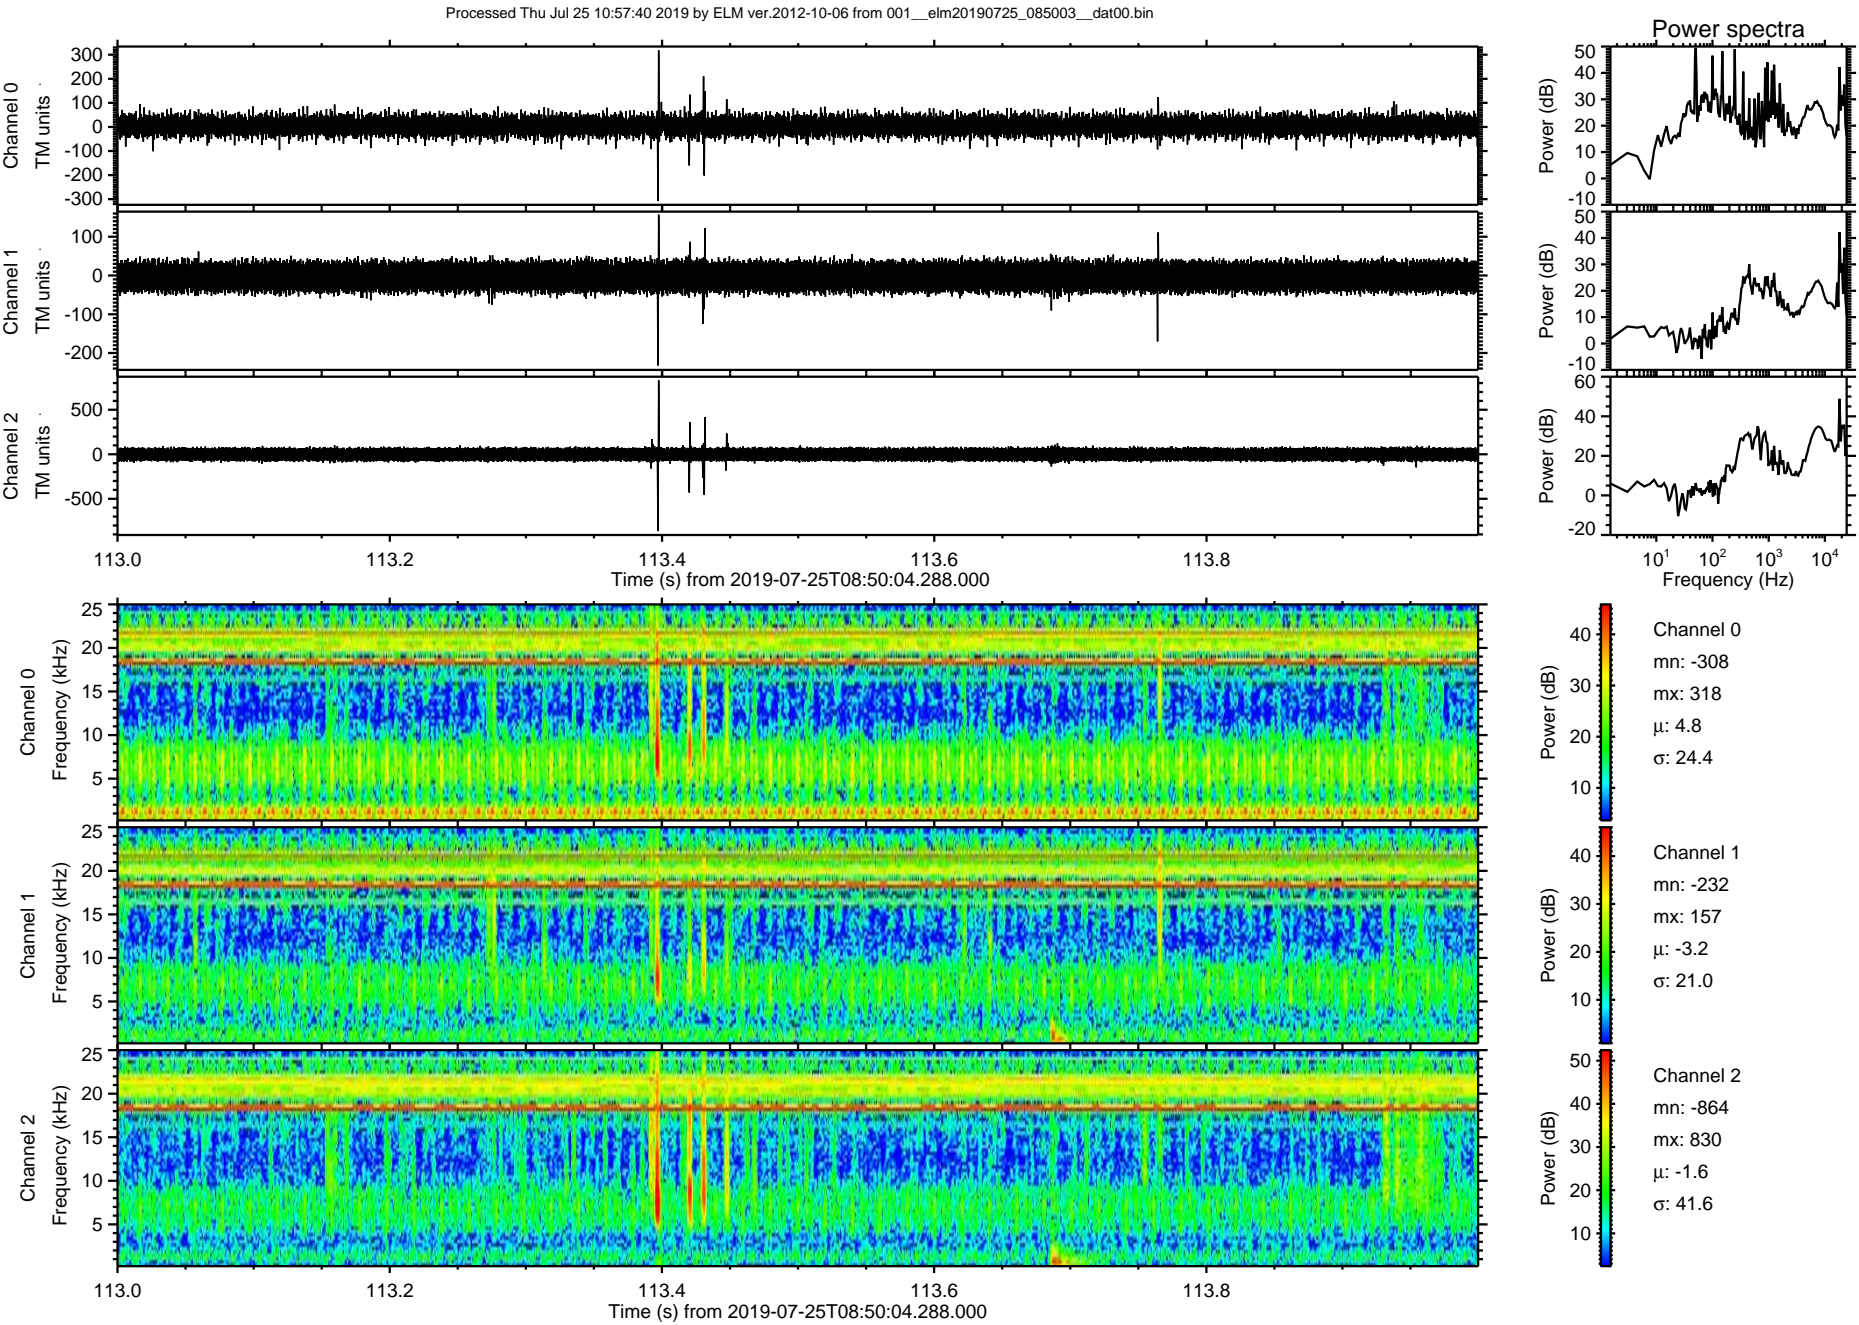 Processed Thu Jul 25 10:57:40 2019 by ELM ver.2012-10-06 from 001__elm20190725_085003__dat00.bin
Power spectra
Channel 0
TM units
300
200
100
0
-100
-200
-300
Power (dB)
50
40
30
20
10
0
-10
Channel 1
TM units
100
0
-100
-200
Power (dB)
50
40
30
20
10
0
-10
Channel 2
TM units
500
0
-500
Power (dB)
60
40
20
0
-20
113.0 113.2 113.4 113.6 113.8
Time (s) from 2019-07-25T08:50:04.288.000
10¹ 10² 10³ 10⁴
Frequency (Hz)
Channel 0
Frequency (kHz)
25
20
15
10
5
Power (dB)
40
30
20
10
Channel 0
mn: -308
mx: 318
μ: 4.8
σ: 24.4
Channel 1
Frequency (kHz)
25
20
15
10
5
Power (dB)
40
30
20
10
Channel 1
mn: -232
mx: 157
μ: -3.2
σ: 21.0
Channel 2
Frequency (kHz)
25
20
15
10
5
Power (dB)
50
40
30
20
10
Channel 2
mn: -864
mx: 830
μ: -1.6
σ: 41.6
113.0 113.2 113.4 113.6 113.8
Time (s) from 2019-07-25T08:50:04.288.000